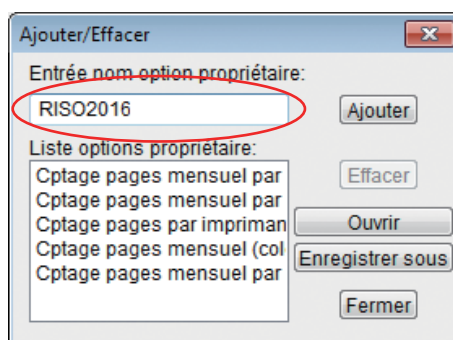 Ajouter/Effacer
Entrée nom option propriétaire:
RISO2016
Ajouter
Liste options propriétaire:
Cptage pages mensuel par
Cptage pages mensuel par
Cptage pages par impriman
Cptage pages mensuel (col
Cptage pages mensuel par
Effacer
Ouvrir
Enregistrer sous
Fermer